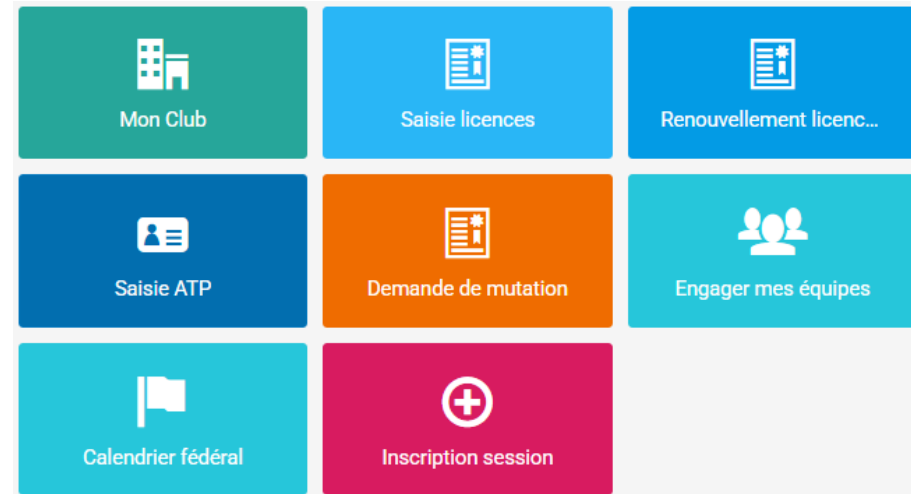 Mon Club
Saisie licences
Renouvellement licenc...
Saisie ATP
Demande de mutation
Engager mes équipes
Calendrier fédéral
Inscription session